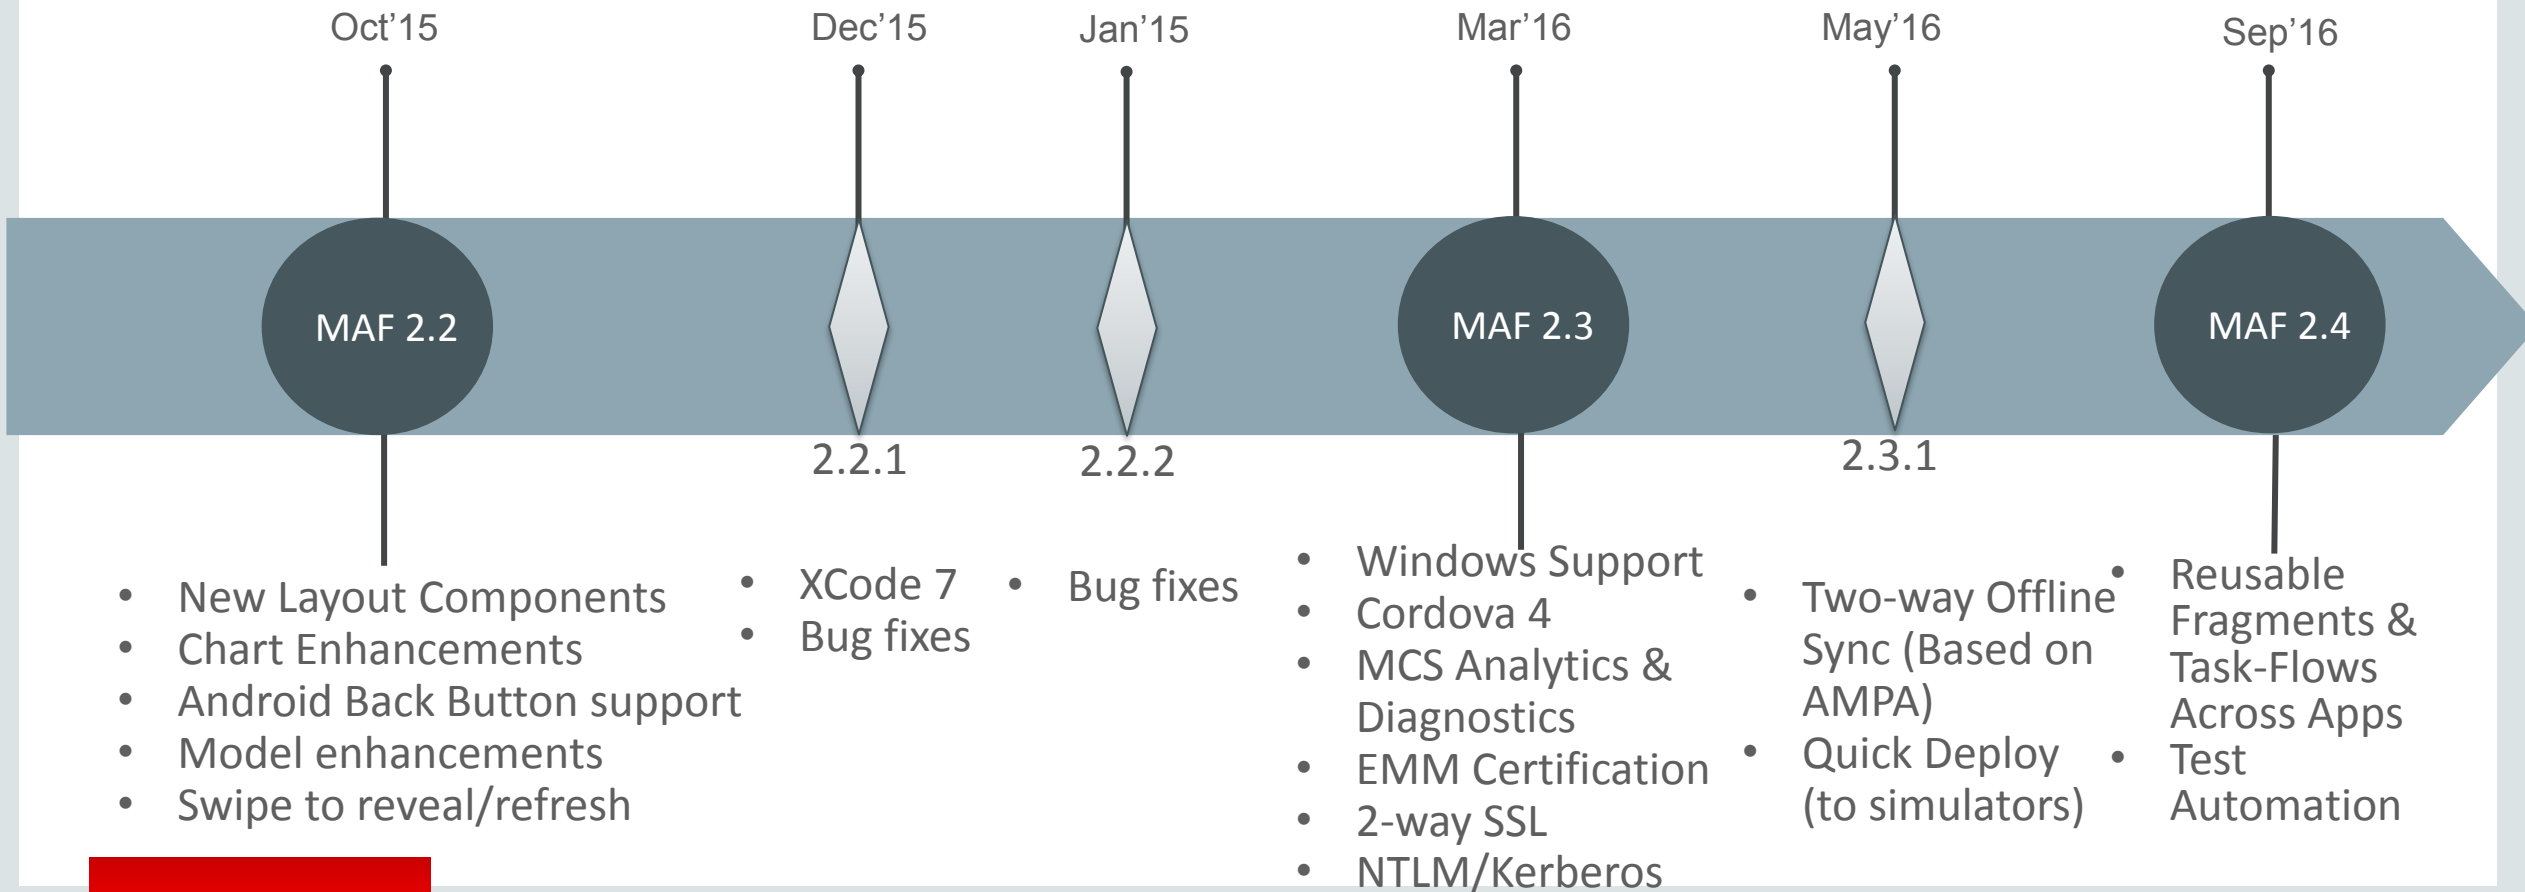 Oct’15
Dec’15
Jan’15
Mar’16
May’16
Sep’16
MAF 2.2
MAF 2.3
MAF 2.4
2.2.1
2.2.2
2.3.1
• New Layout Components
• Chart Enhancements
• Android Back Button support
• Model enhancements
• Swipe to reveal/refresh
• XCode 7
• Bug fixes
• Bug fixes
• Windows Support
• Cordova 4
• MCS Analytics &
Diagnostics
• EMM Certification
• 2-way SSL
• NTLM/Kerberos
• Two-way Offline
Sync (Based on
AMPA)
• Quick Deploy
(to simulators)
• Reusable
Fragments &
Task-Flows
Across Apps
• Test
Automation